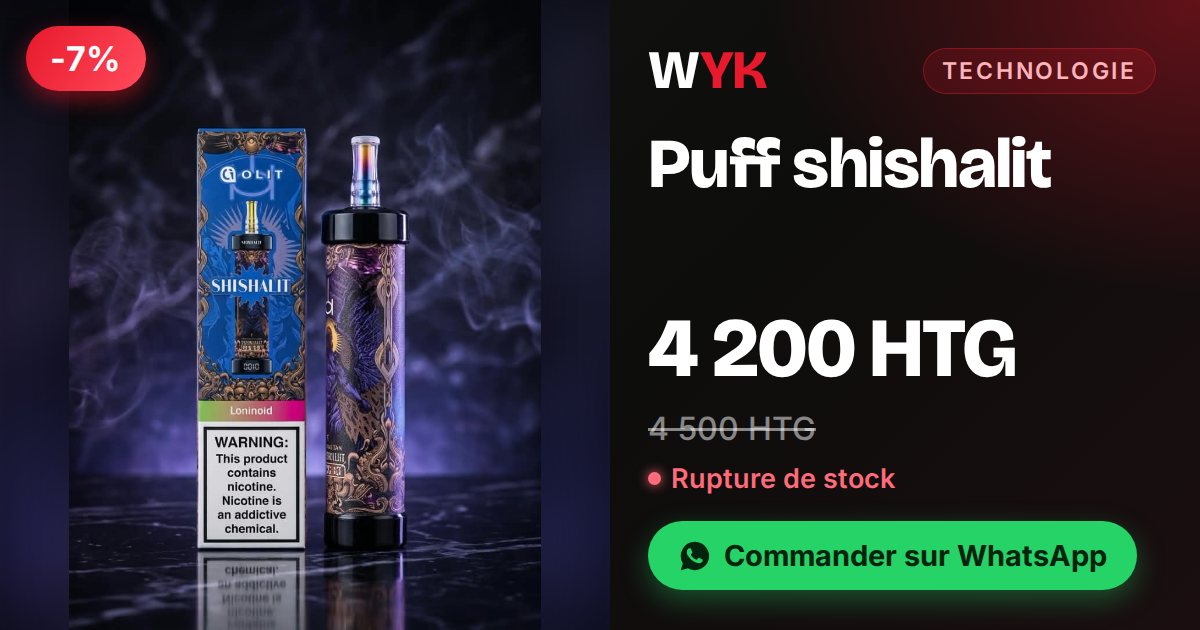 -7%
WYK
TECHNOLOGIE
Puff shishalit
4 200 HTG
4 500 HTG
Rupture de stock
Commander sur WhatsApp
OLIT
SHISHALIT
Loninoid
WARNING:
This product
contains
nicotine.
Nicotine is
an addictive
chemical.